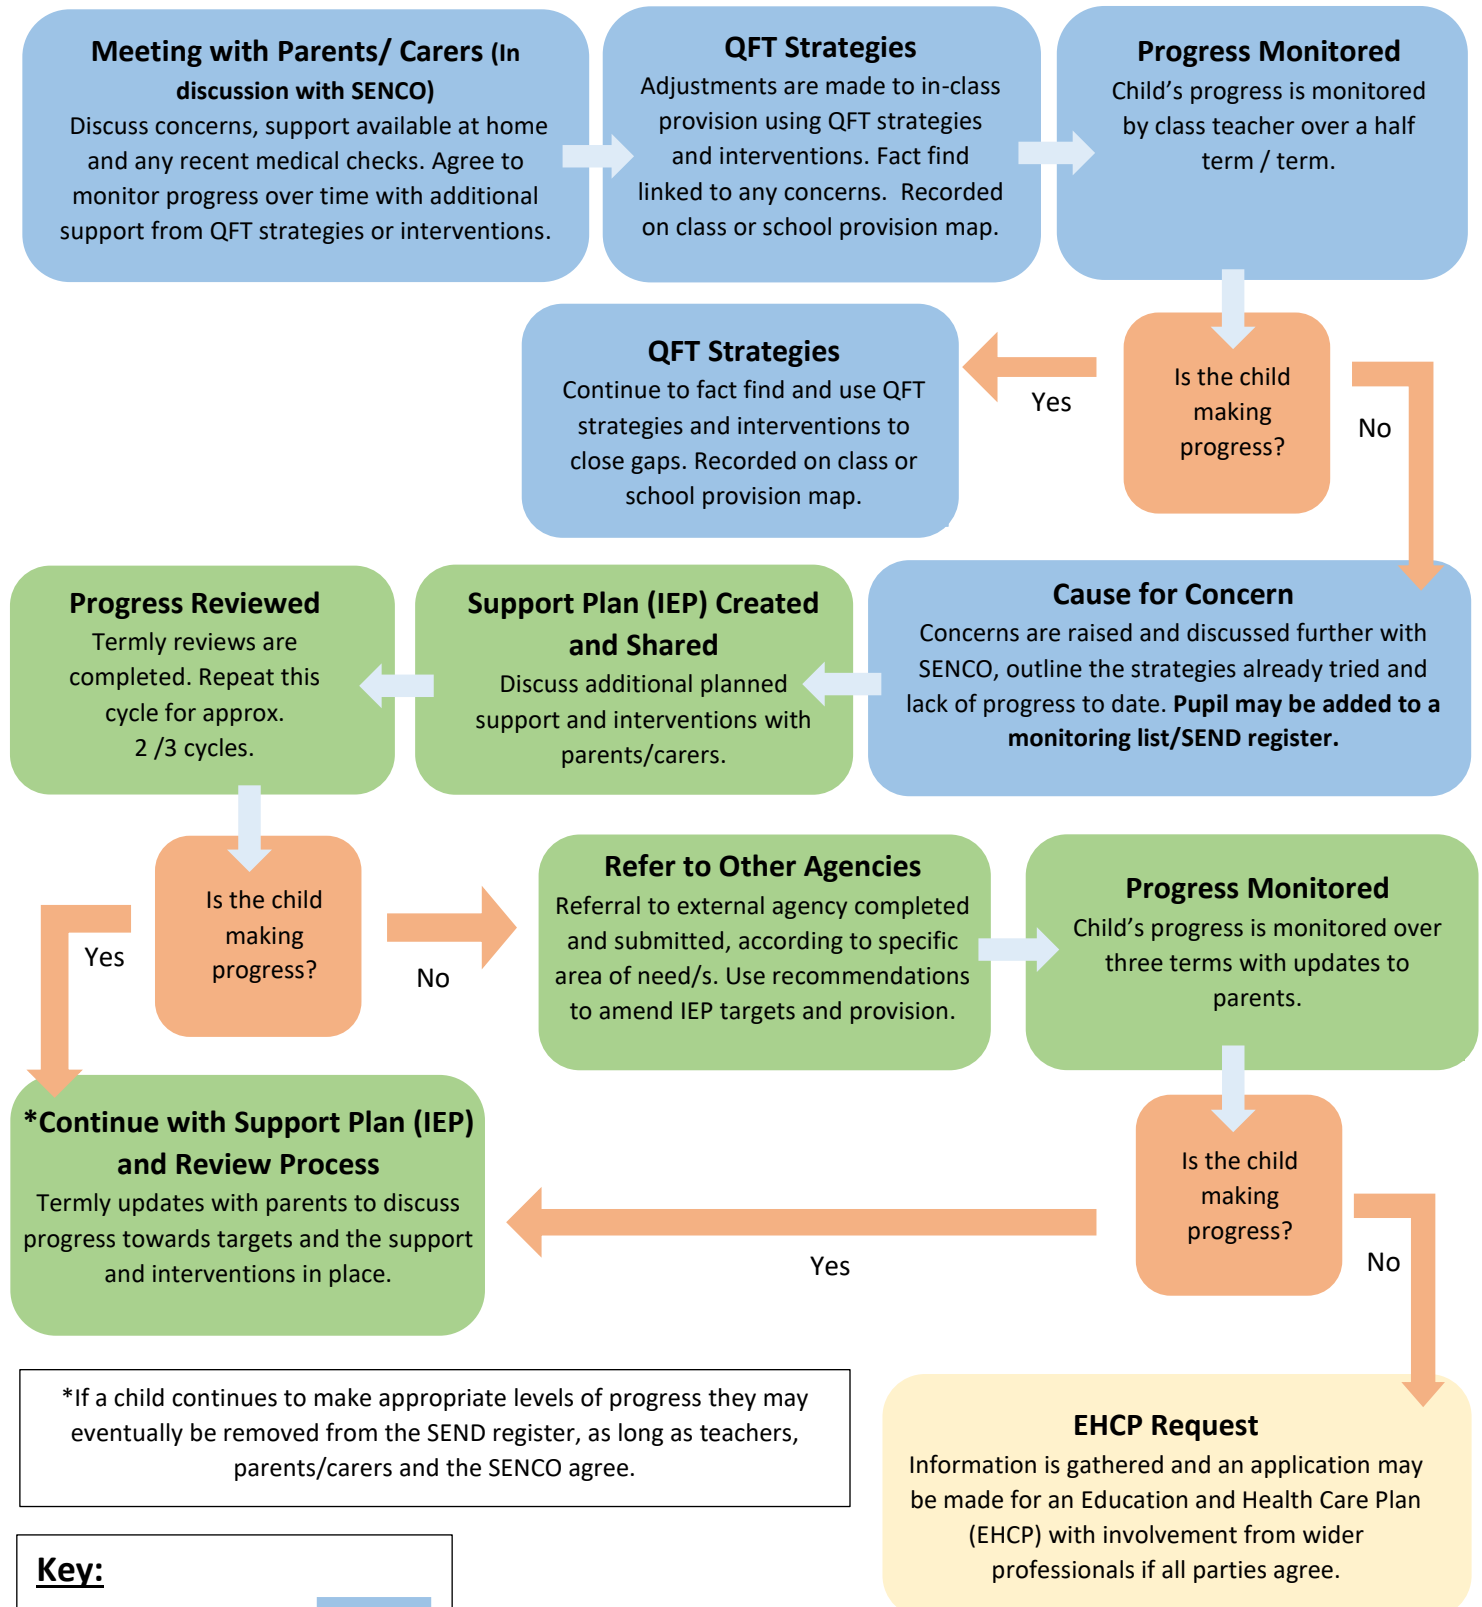 Meeting with Parents/ Carers (In
discussion with SENCO)
Discuss concerns, support available at home
and any recent medical checks. Agree to
monitor progress over time with additional
support from QFT strategies or interventions.
QFT Strategies
Adjustments are made to in-class
provision using QFT strategies
and interventions. Fact find
linked to any concerns.  Recorded
on class or school provision map.
Progress Monitored
Child’s progress is monitored
by class teacher over a half
term / term.
Is the child
making
progress?
Yes
No
QFT Strategies
Continue to fact find and use QFT
strategies and interventions to
close gaps. Recorded on class or
school provision map.
Cause for Concern
Concerns are raised and discussed further with
SENCO, outline the strategies already tried and
lack of progress to date. Pupil may be added to a
monitoring list/SEND register.
Support Plan (IEP) Created
and Shared
Discuss additional planned
support and interventions with
parents/carers.
Progress Reviewed
Termly reviews are
completed. Repeat this
cycle for approx.
2 /3 cycles.
Is the child
making
progress?
Yes
No
Refer to Other Agencies
Referral to external agency completed
and submitted, according to specific
area of need/s. Use recommendations
to amend IEP targets and provision.
Progress Monitored
Child’s progress is monitored over
three terms with updates to
parents.
Is the child
making
progress?
Yes
No
*Continue with Support Plan (IEP)
and Review Process
Termly updates with parents to discuss
progress towards targets and the support
and interventions in place.
*If a child continues to make appropriate levels of progress they may
eventually be removed from the SEND register, as long as teachers,
parents/carers and the SENCO agree.
EHCP Request
Information is gathered and an application may
be made for an Education and Health Care Plan
(EHCP) with involvement from wider
professionals if all parties agree.
Key: